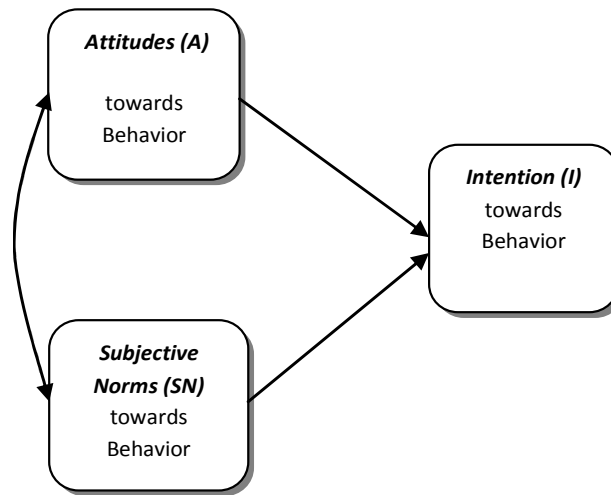 Attitudes (A)
towards
Behavior
Intention (I)
towards
Behavior
Subjective
Norms (SN)
towards
Behavior